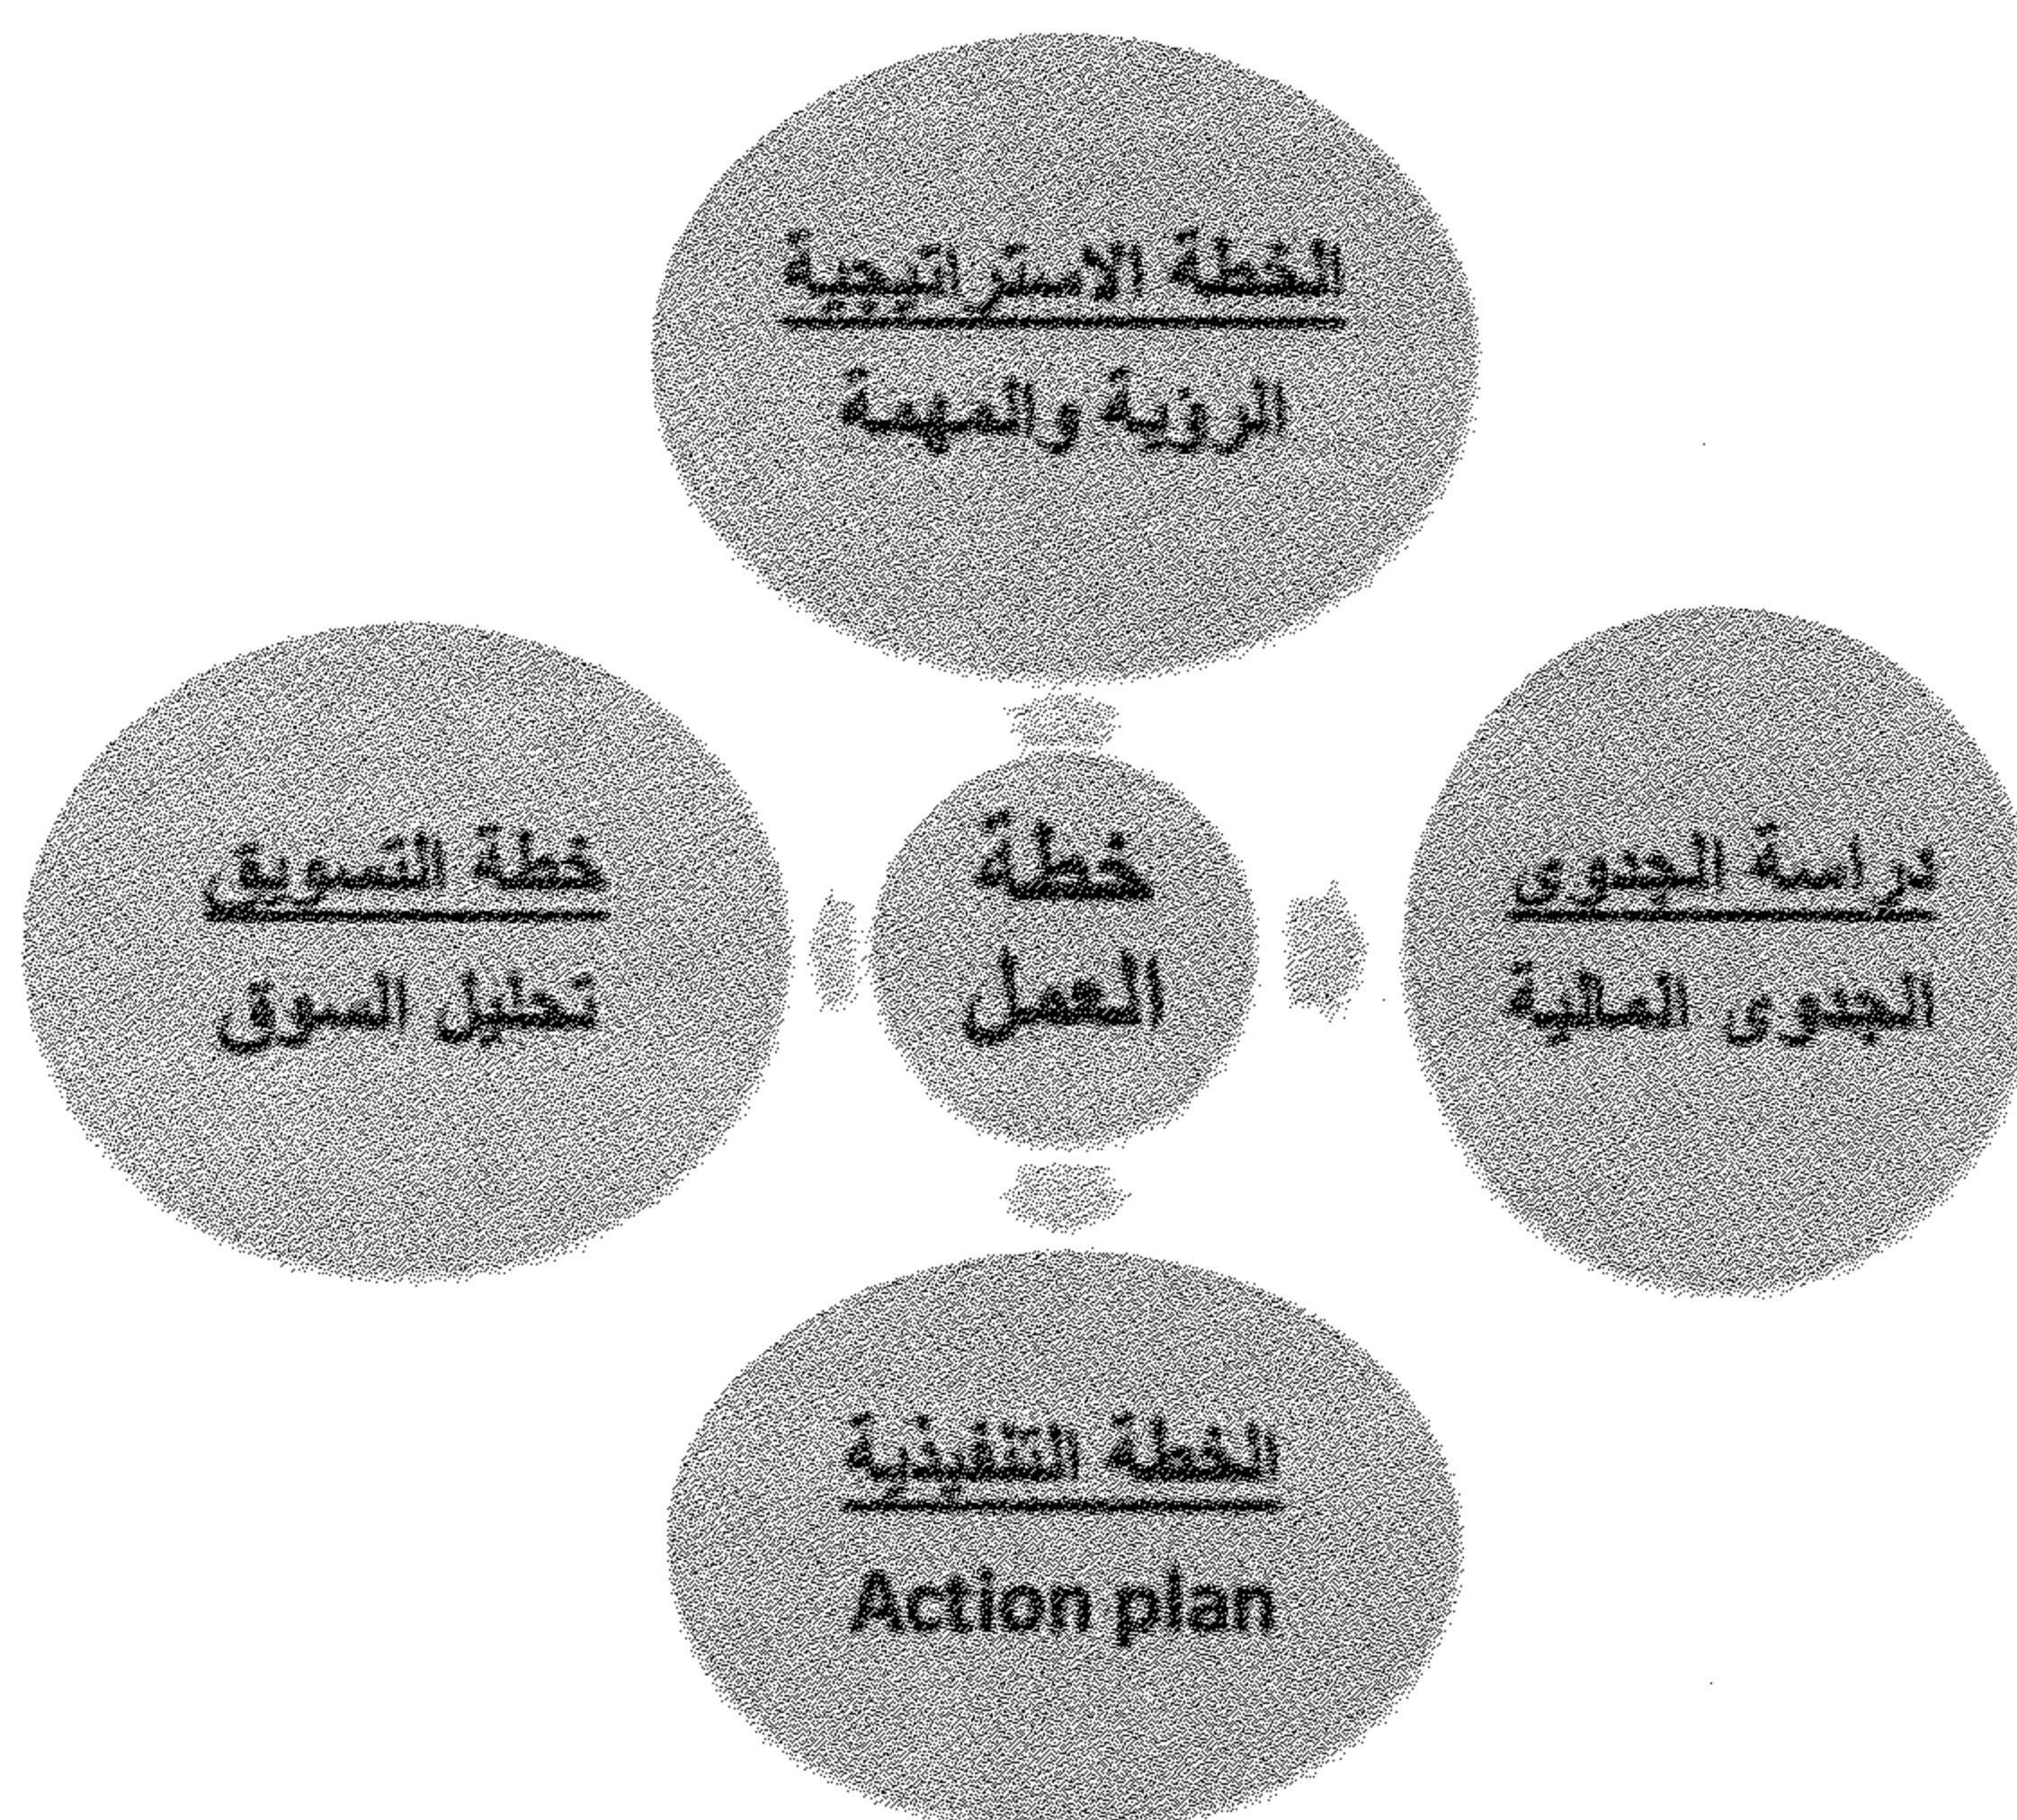 الخطة الاستراتيجية
الرؤية والمهمة
دراسة الجدوى
الجدوى المالية
خطة
العمل
خطة التسويق
تحليل السوق
الخطة التنفيذية
Action plan